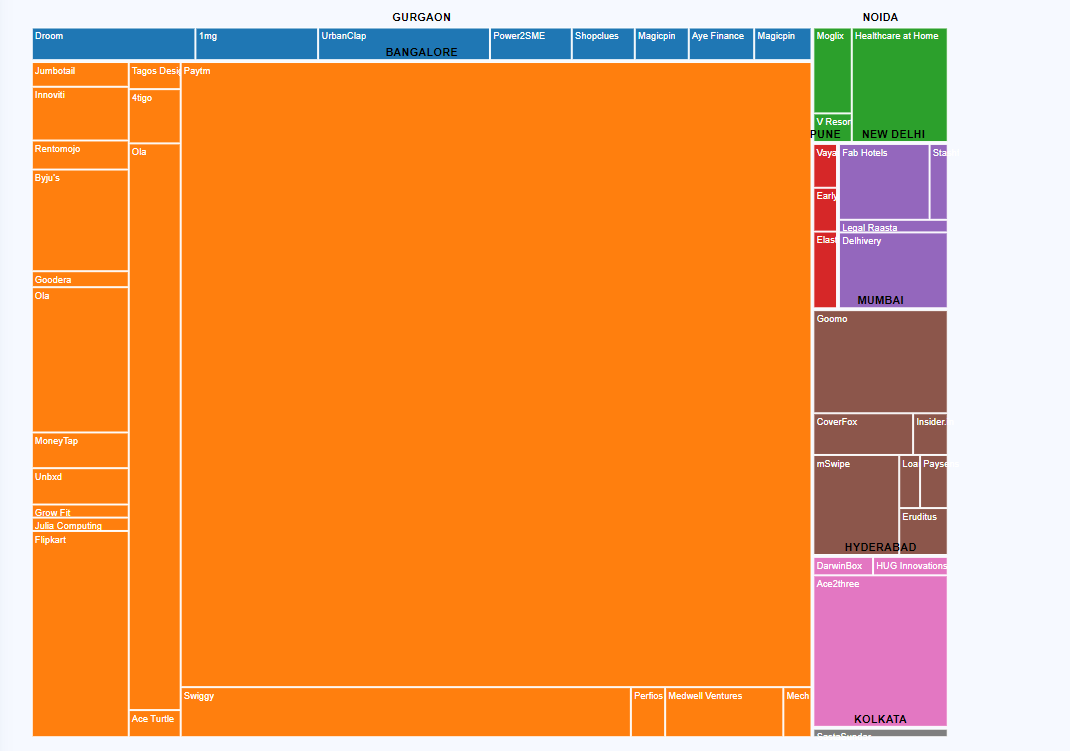 GURGAON
Droom
1mg
UrbanClap
Power2SME
Shopclues
Magicpin
Aye Finance
Magicpin
BANGALORE
Jumbotail
Innoviti
Rentomojo
Byju's
Goodera
Ola
MoneyTap
Unbxd
Grow Fit
Julia Computing
Flipkart
Tagos Desi
4tigo
Ola
Ace Turtle
Paytm
Swiggy
Perfios
Medwell Ventures
Mech
NOIDA
Moglix
Healthcare at Home
V Resor
PUNE
Vaya
Early
Elast
NEW DELHI
Fab Hotels
Sta
Legal Raasta
Delhivery
MUMBAI
Goomo
CoverFox
Insider.
mSwipe
Loa
Payse
Eruditus
HYDERABAD
DarwinBox
HUG Innovations
Ace2three
KOLKATA